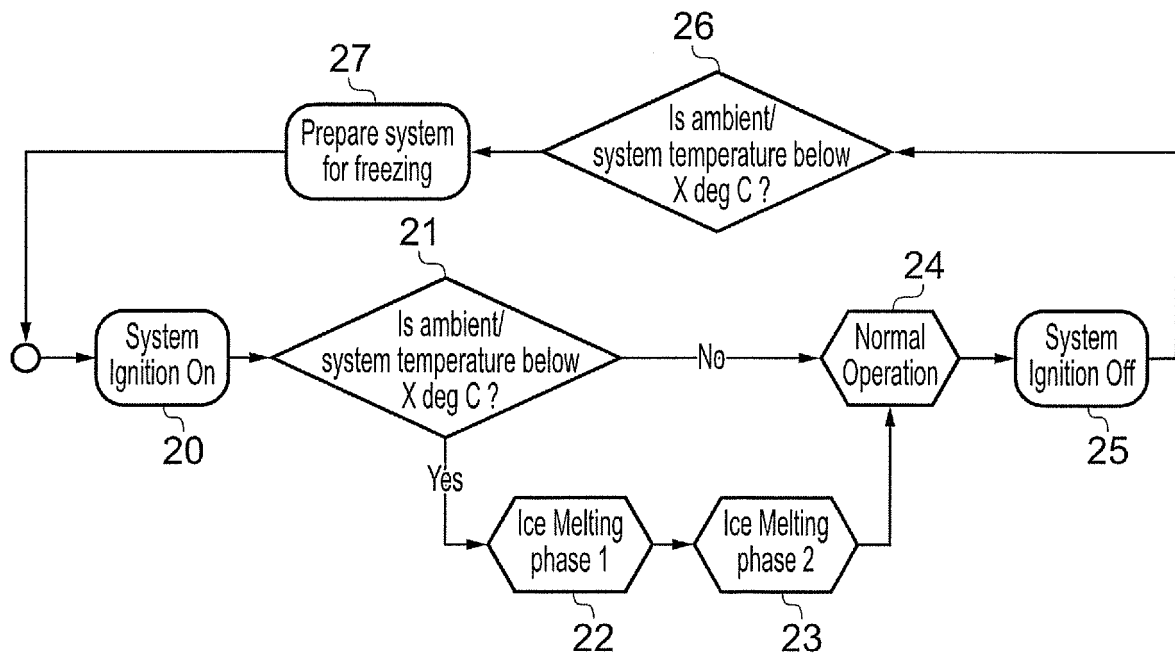 26
27
Is ambient/
system temperature below
X deg C ?
Prepare system
for freezing
21
24
System
Ignition On
Is ambient/
system temperature below
X deg C ?
No
Normal
Operation
System
Ignition Off
20
25
Yes
Ice Melting
phase 1
Ice Melting
phase 2
22
23